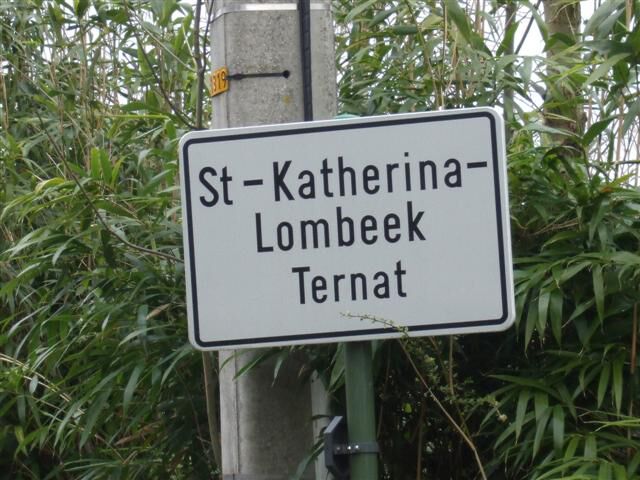 St-Katherina-
Lombeek
Ternat